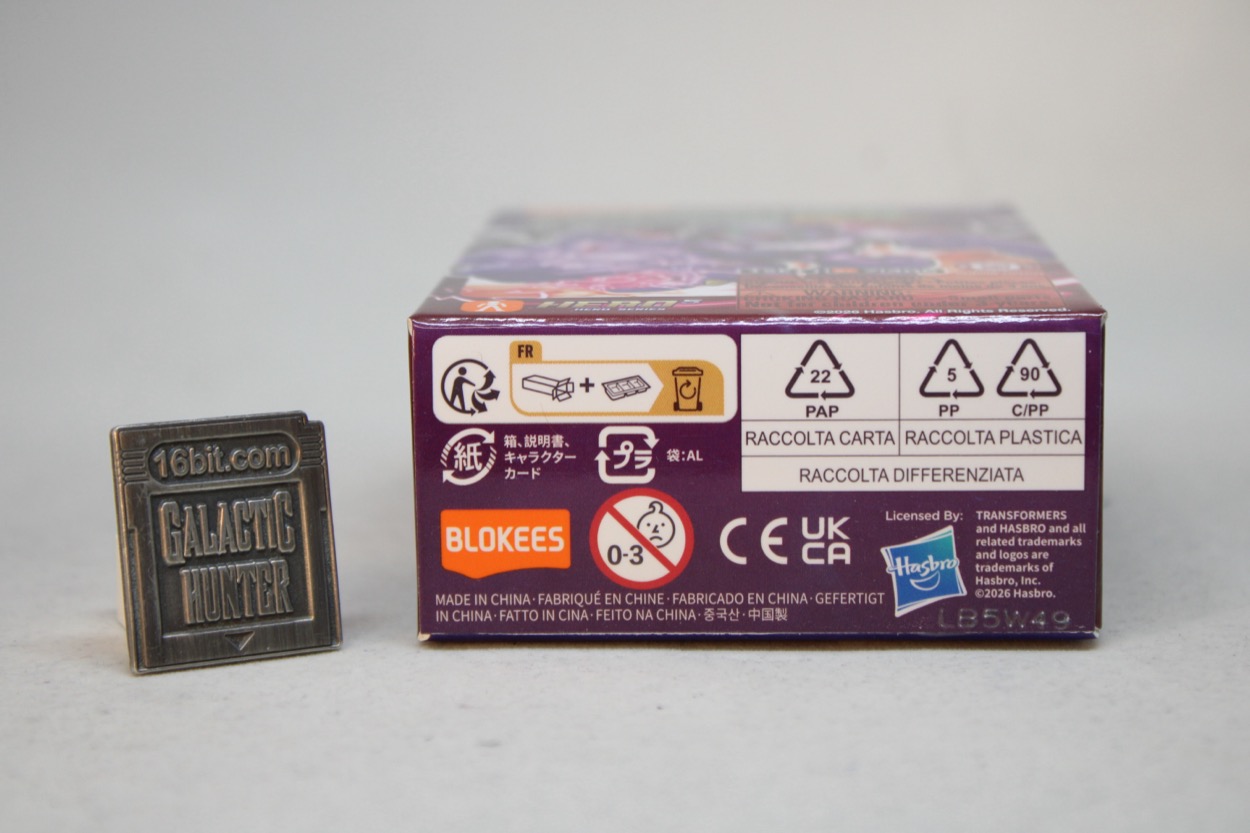 16bit.com
GALACTIC
HUNTER
HERO 5
HERO SERIES
WARNING
©2026 Hasbro. All Rights Reserved.
FR
+
22
PAP
5
PP
90
C/PP
RACCOLTA CARTA
RACCOLTA PLASTICA
RACCOLTA DIFFERENZIATA
紙
箱、説明書、
キャラクター
カード
プラ
袋:AL
BLOKEES
0-3
CE
UK
CA
Licensed By:
Hasbro
TRANSFORMERS
and HASBRO and all
related trademarks
and logos are
trademarks of
Hasbro, Inc.
©2026 Hasbro.
MADE IN CHINA · FABRIQUÉ EN CHINE · FABRICADO EN CHINA · GEFERTIGT
IN CHINA · FATTO IN CINA · FEITO NA CHINA · 중국산 · 中国製
LB5W49